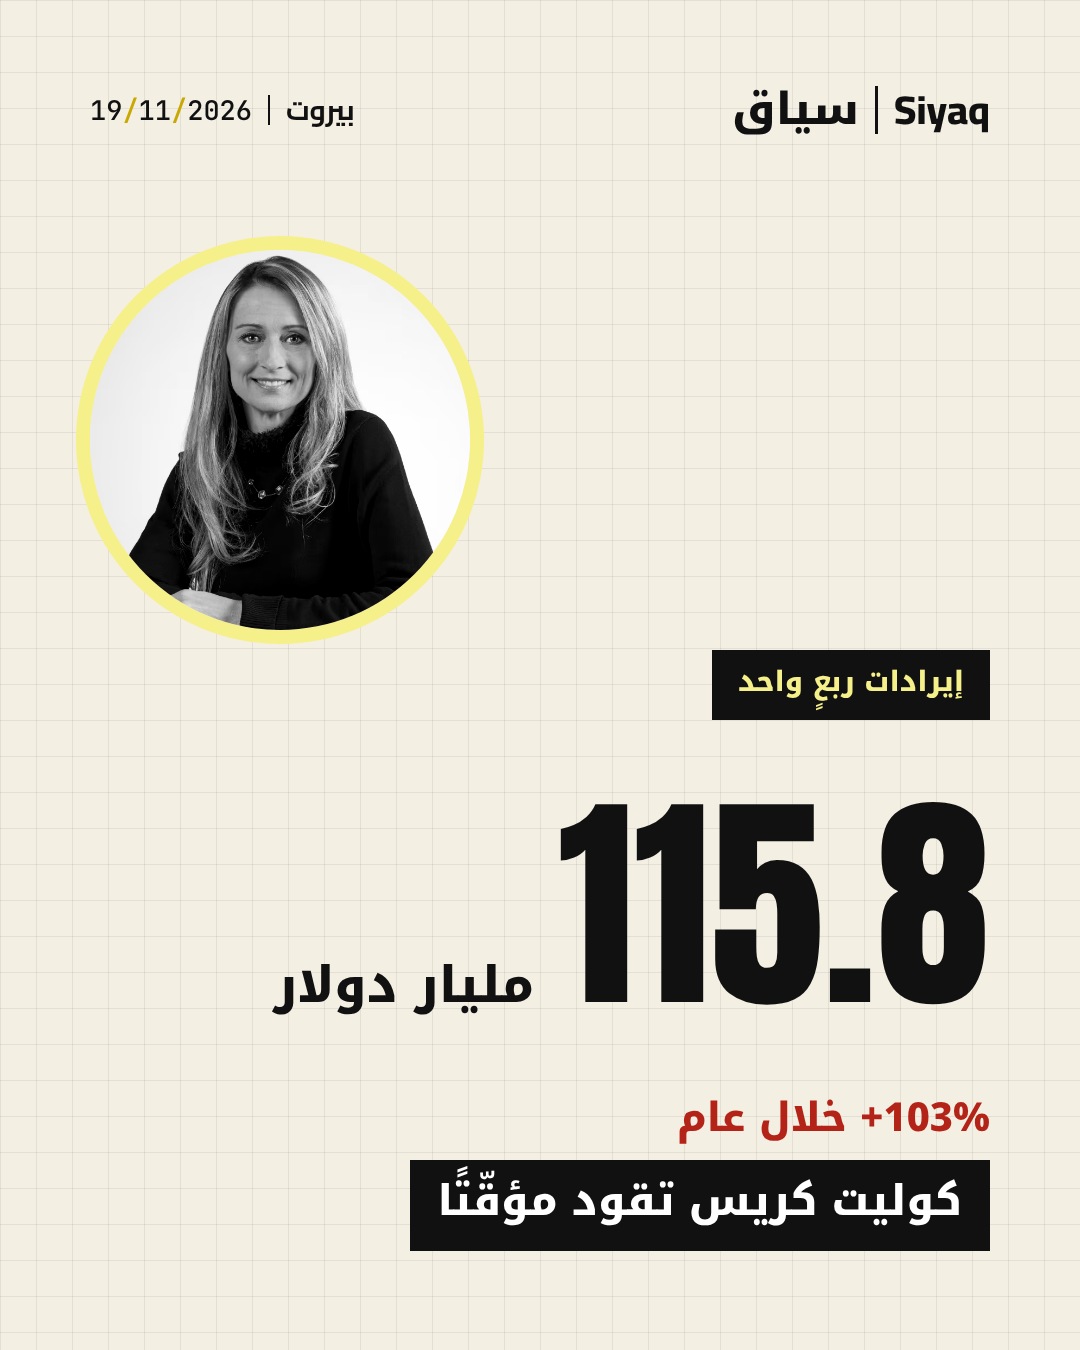 Siyaq | سياق
بيروت | 19/11/2026
إيرادات ربعٍ واحد
115.8 مليار دولار
+103% خلال عام
كوليت كريس تقود مؤقّتًا